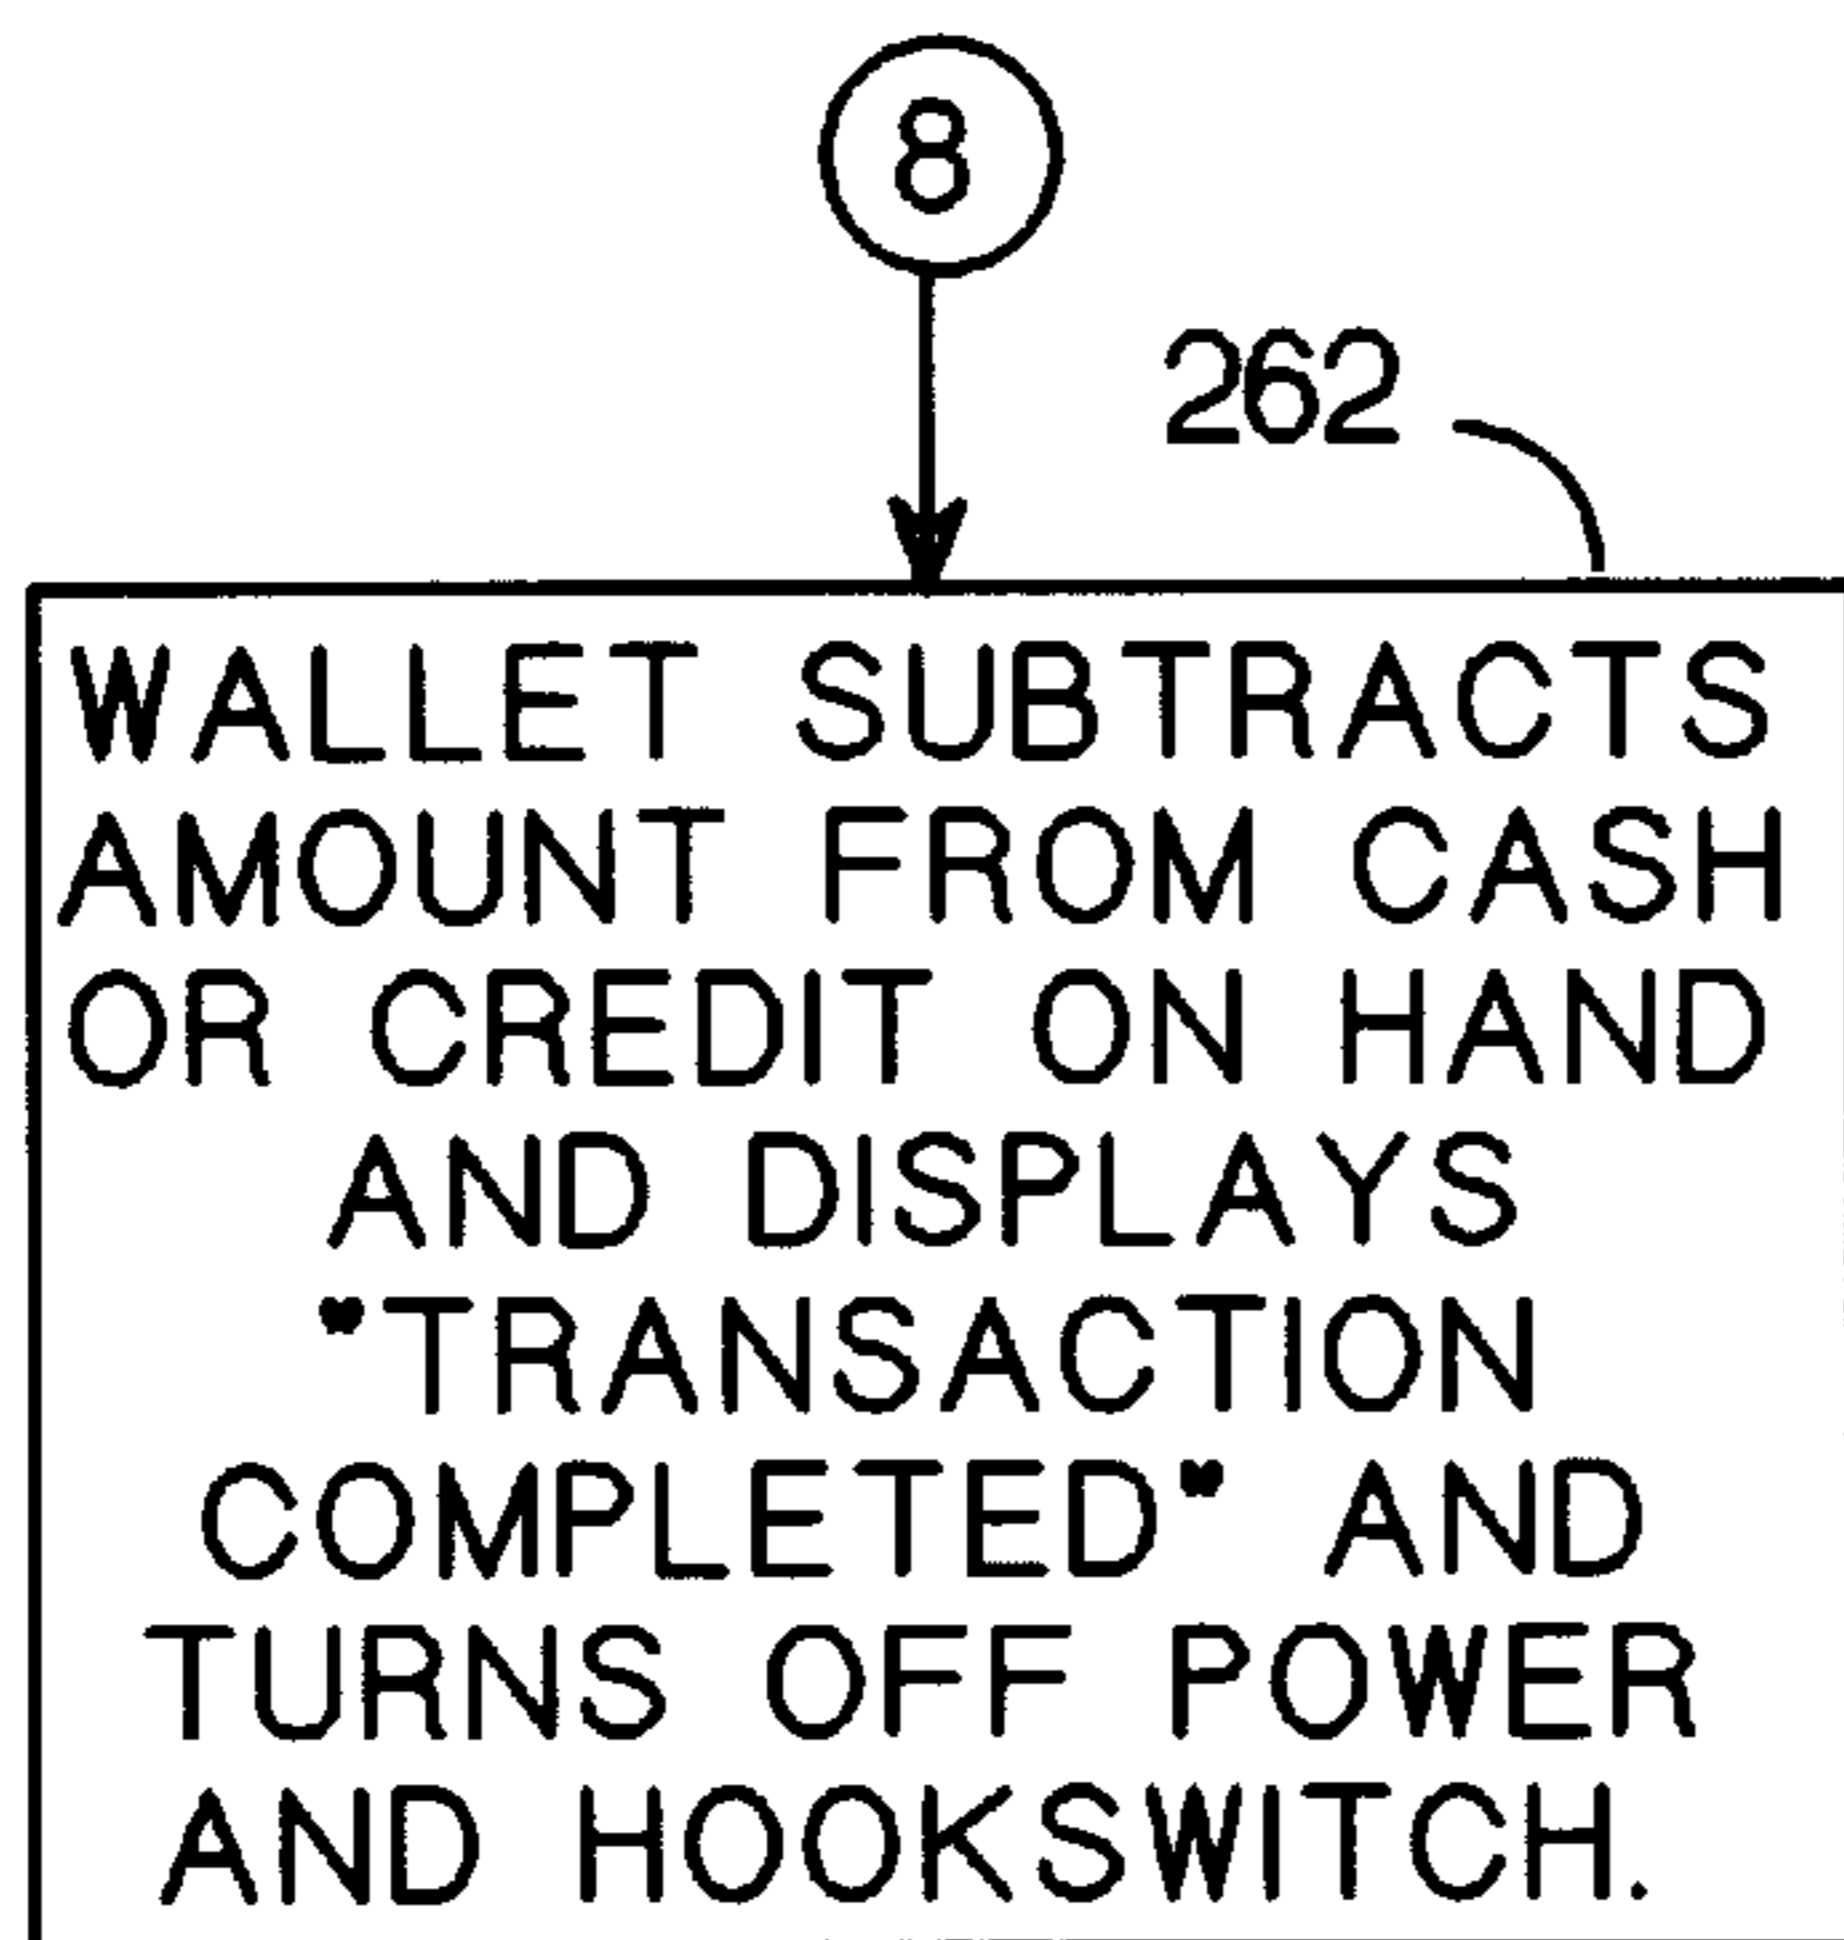 8
262
WALLET SUBTRACTS
AMOUNT FROM CASH
OR CREDIT ON HAND
AND DISPLAYS
"TRANSACTION
COMPLETED" AND
TURNS OFF POWER
AND HOOKSWITCH.